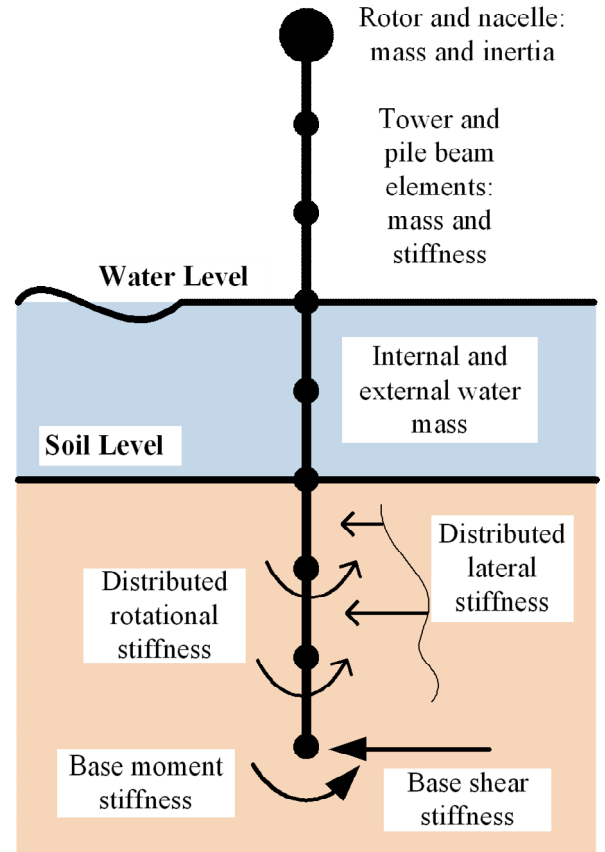 Rotor and nacelle:
mass and inertia
Tower and
pile beam
elements:
mass and
stiffness
Water Level
Internal and
external water
mass
Soil Level
Distributed
lateral
stiffness
Distributed
rotational
stiffness
Base moment
stiffness
Base shear
stiffness